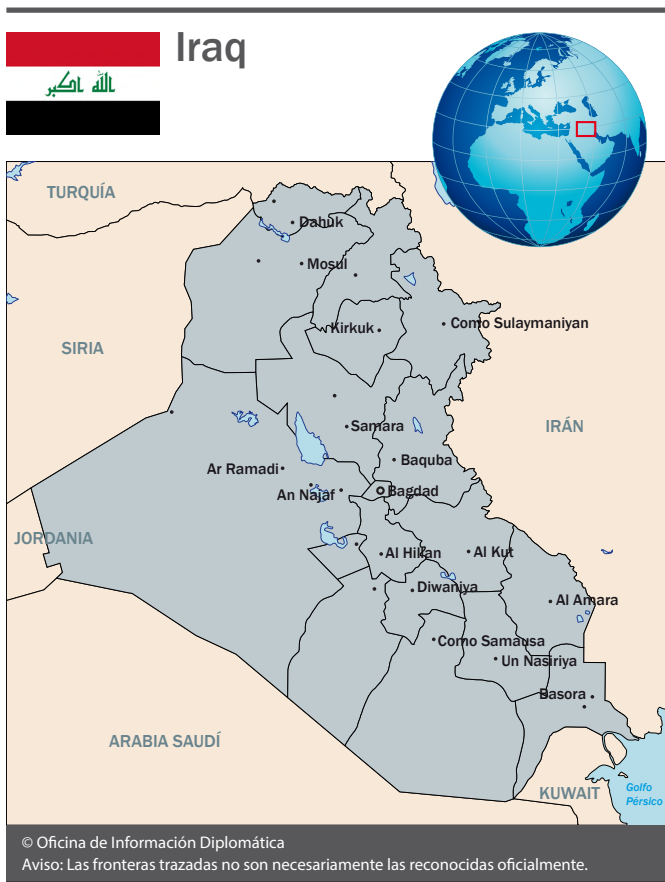 Iraq
الله اكبر
TURQUÍA
Dahuk
Mosul
Kirkuk
Como Sulaymaniyan
SIRIA
IRÁN
Samara
Baquba
Ar Ramadi
An Najaf
Bagdad
JORDANIA
Al Hillan
Al Kut
Diwaniya
Al Amara
Como Samausa
Un Nasiriya
Basora
ARABIA SAUDÍ
KUWAIT
Golfo
Pérsico
© Oficina de Información Diplomática
Aviso: Las fronteras trazadas no son necesariamente las reconocidas oficialmente.